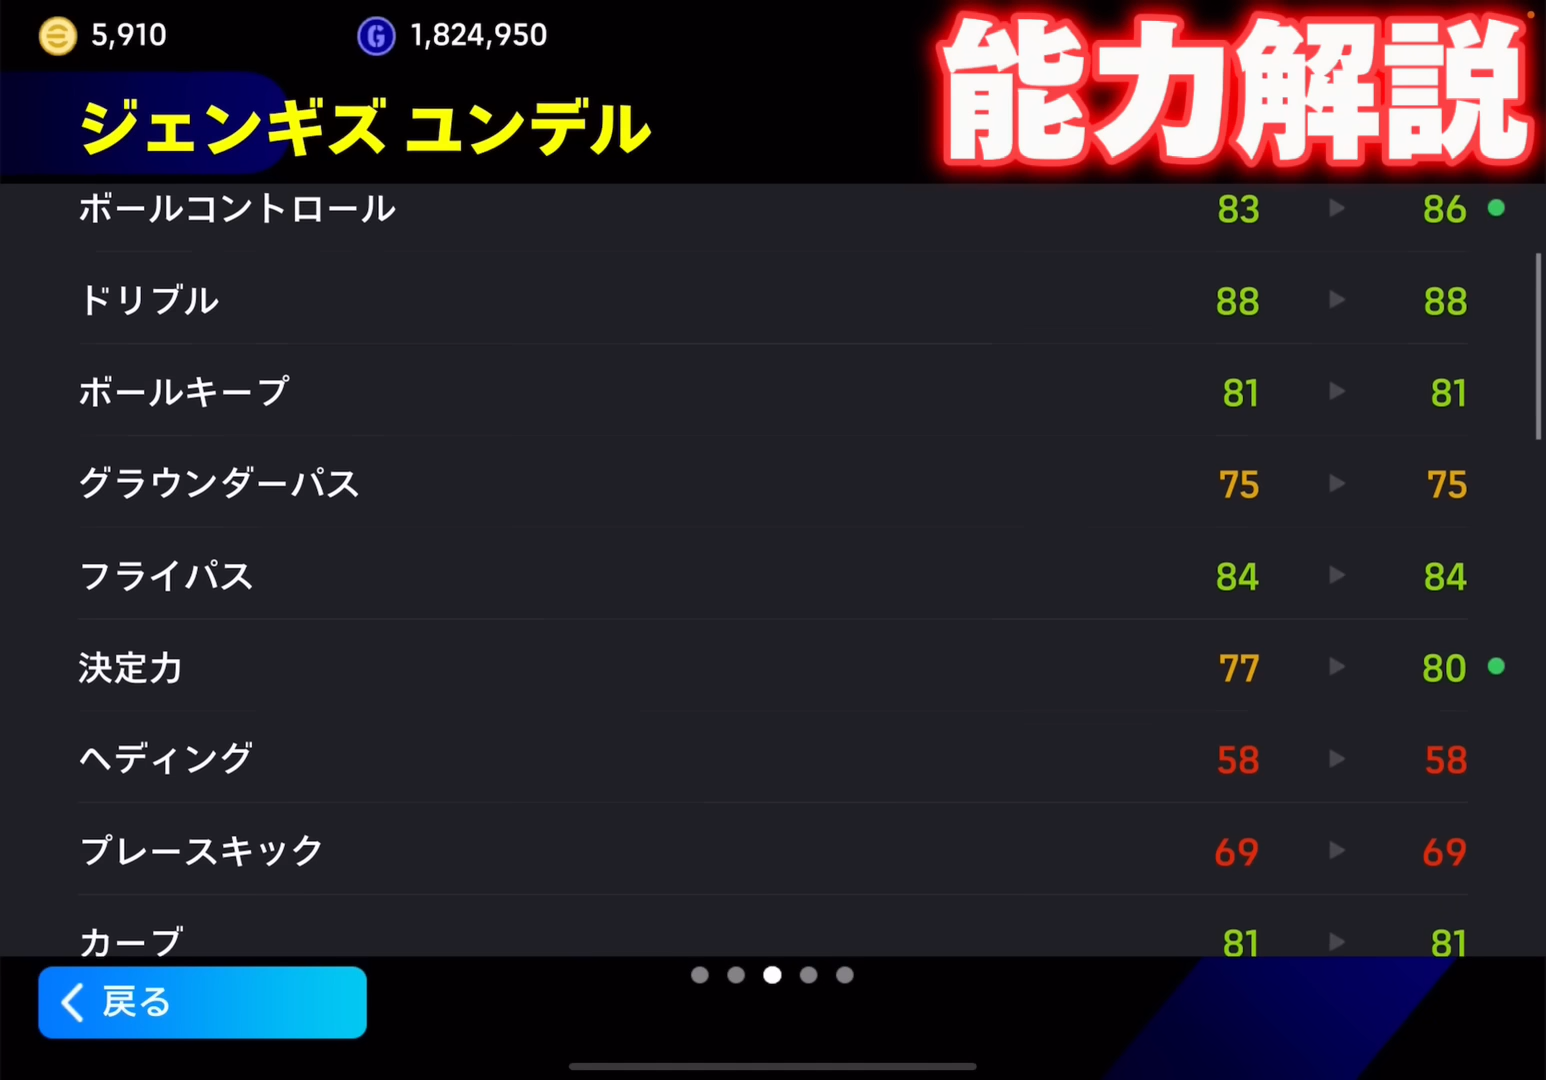 5,910 1,824,950
能力解説
ジェンギズ ユンデル
ボールコントロール 83 ▶ 86
ドリブル 88 ▶ 88
ボールキープ 81 ▶ 81
グラウンダーパス 75 ▶ 75
フライパス 84 ▶ 84
決定力 77 ▶ 80
ヘディング 58 ▶ 58
プレースキック 69 ▶ 69
カーブ 81 ▶ 81
戻る